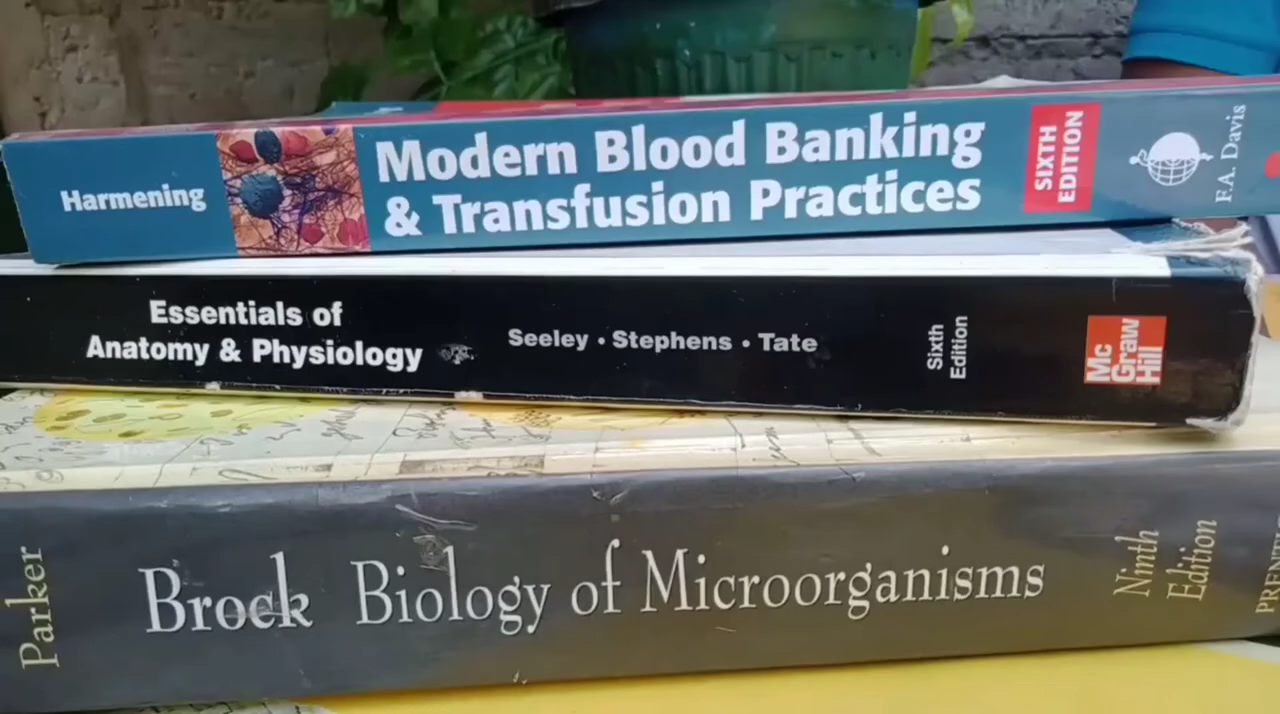 Harmening
Modern Blood Banking
& Transfusion Practices
SIXTH
EDITION
F.A. Davis
Essentials of
Anatomy & Physiology
Seeley • Stephens • Tate
Sixth
Edition
Mc
Graw
Hill
Parker
Brock Biology of Microorganisms
Ninth
Edition